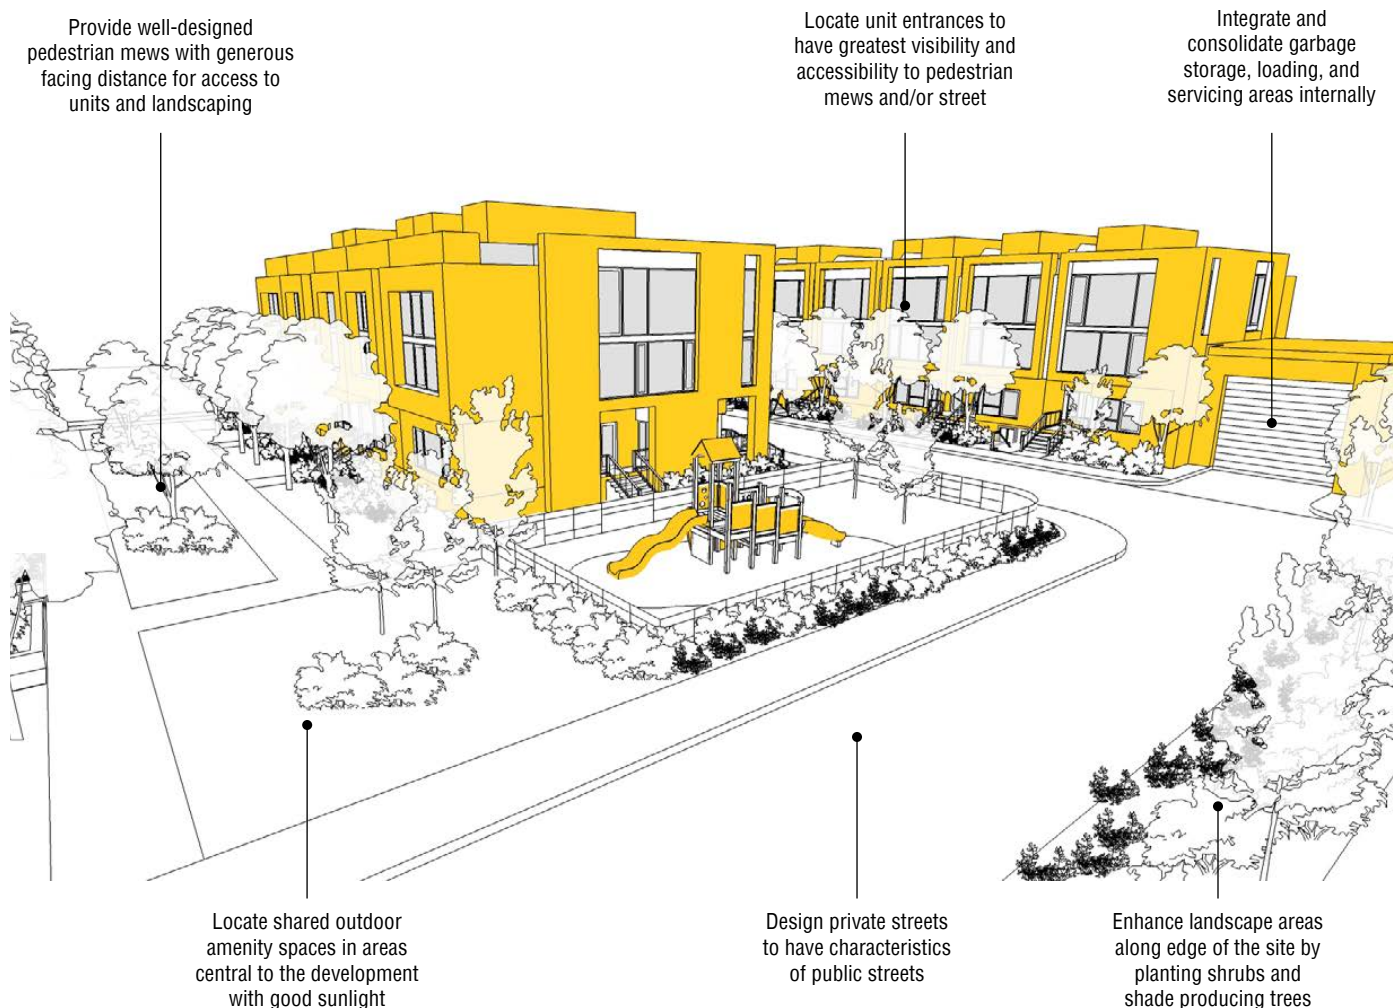 Provide well-designed
pedestrian mews with generous
facing distance for access to
units and landscaping
Locate unit entrances to
have greatest visibility and
accessibility to pedestrian
mews and/or street
Integrate and
consolidate garbage
storage, loading, and
servicing areas internally
Locate shared outdoor
amenity spaces in areas
central to the development
with good sunlight
Design private streets
to have characteristics
of public streets
Enhance landscape areas
along edge of the site by
planting shrubs and
shade producing trees